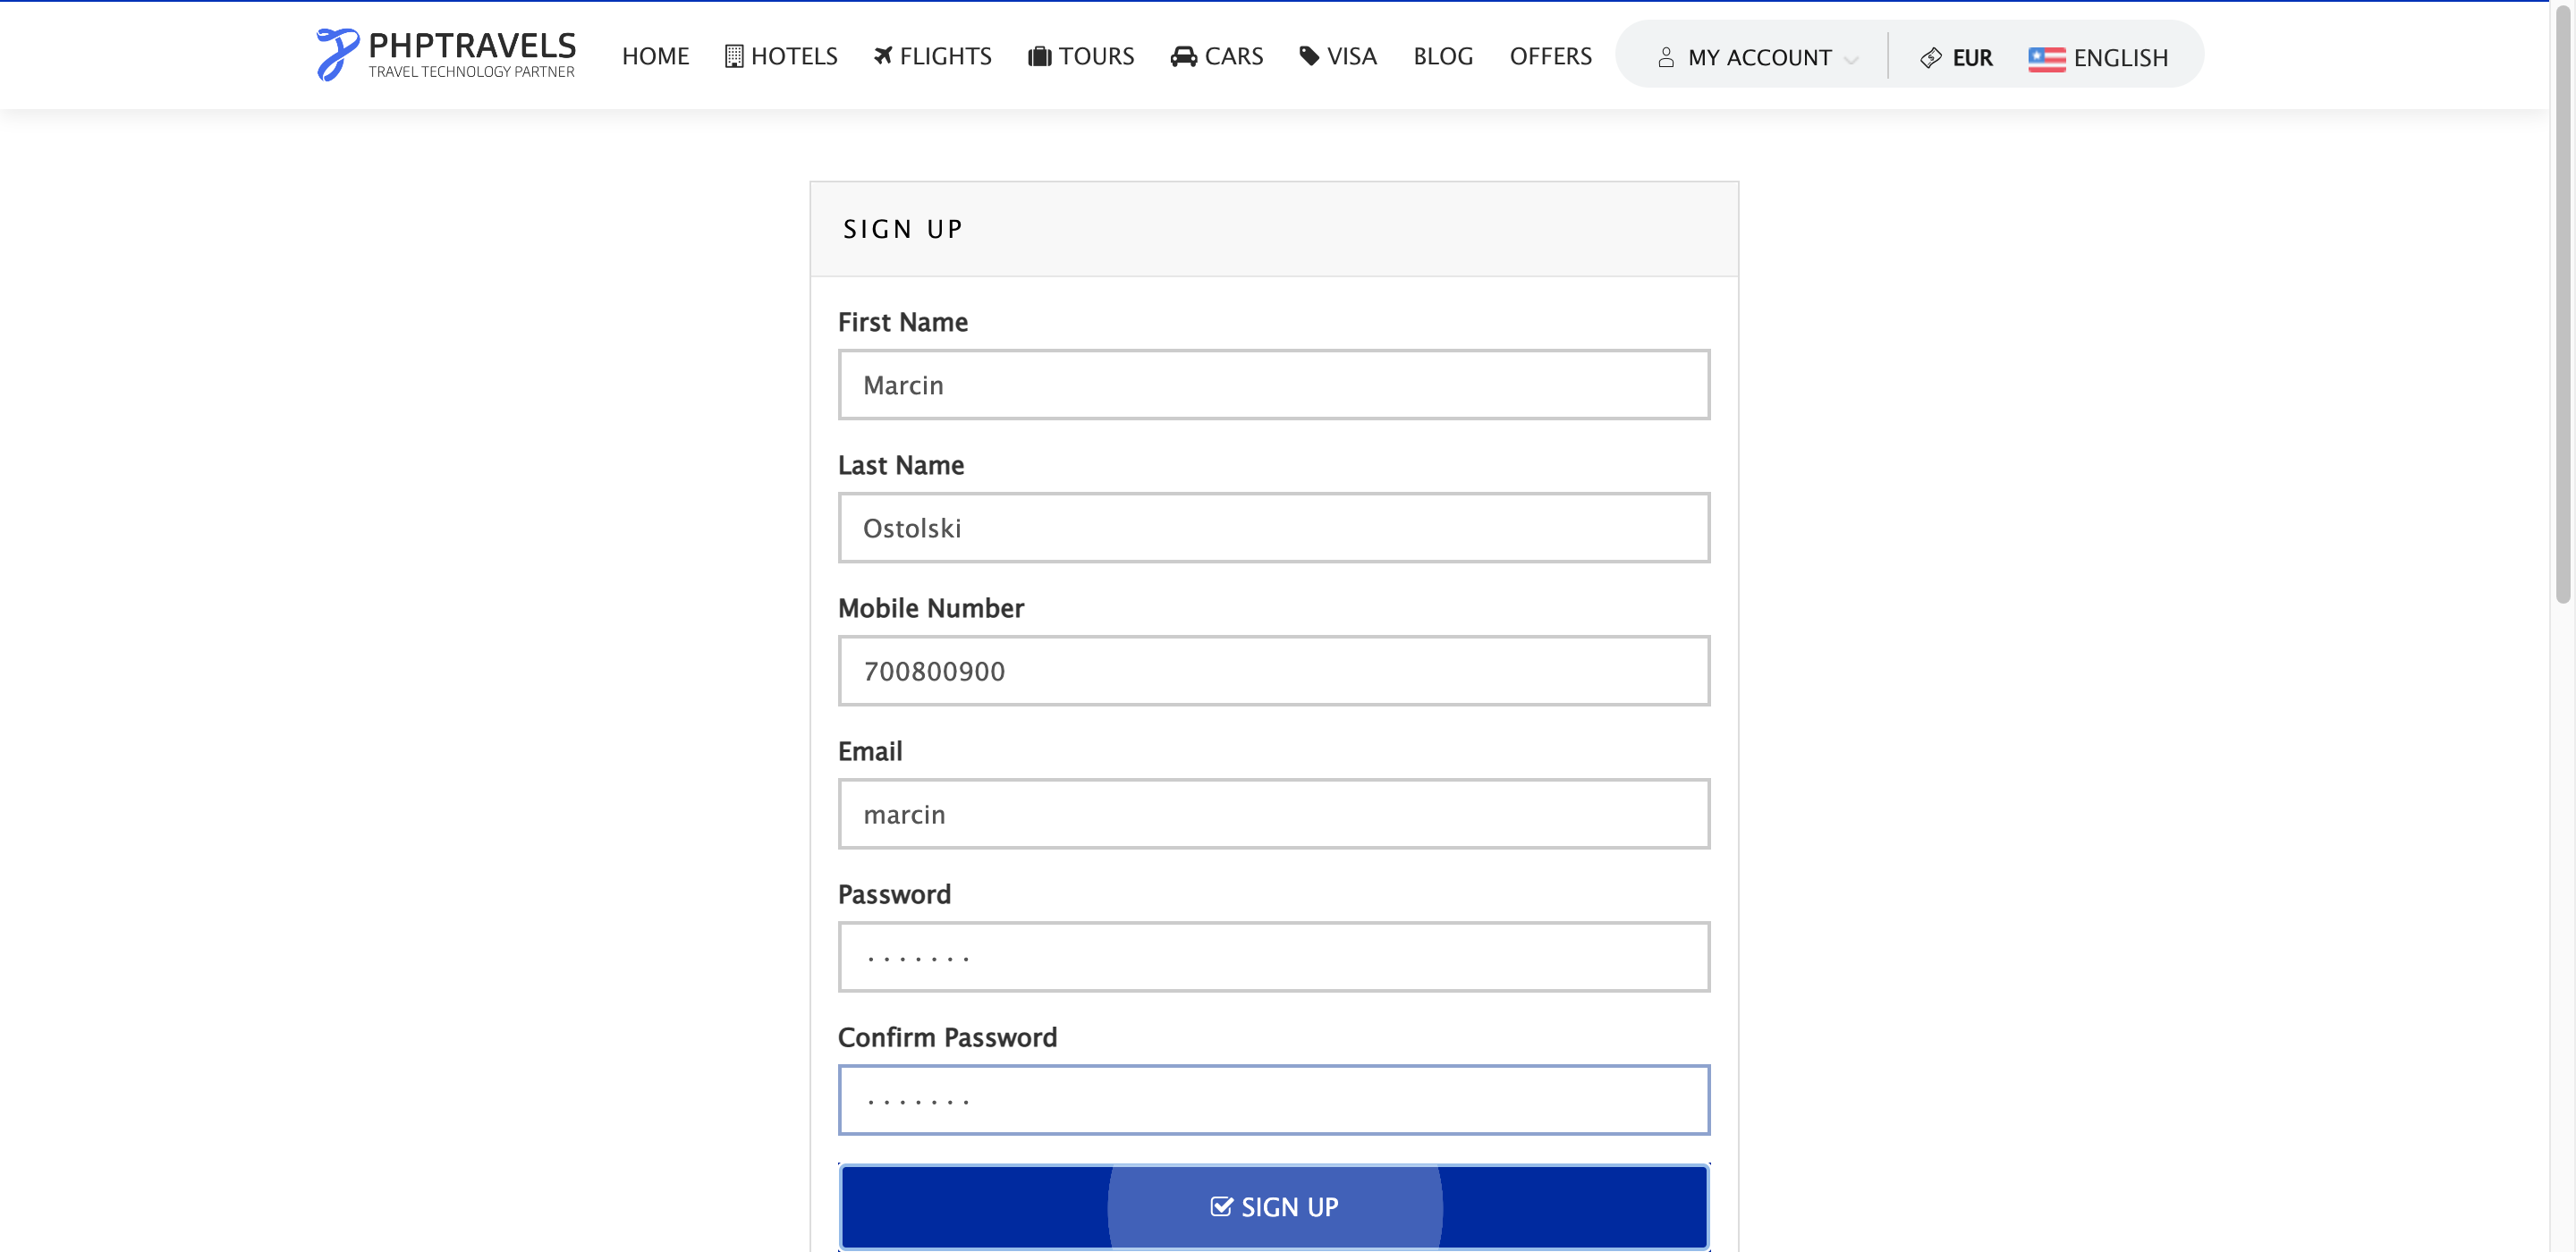 PHPTRAVELS
TRAVEL TECHNOLOGY PARTNER
HOME HOTELS FLIGHTS TOURS CARS VISA BLOG OFFERS MY ACCOUNT EUR ENGLISH
SIGN UP
First Name
Marcin
Last Name
Ostolski
Mobile Number
700800900
Email
marcin
Password
·······
Confirm Password
·······
SIGN UP